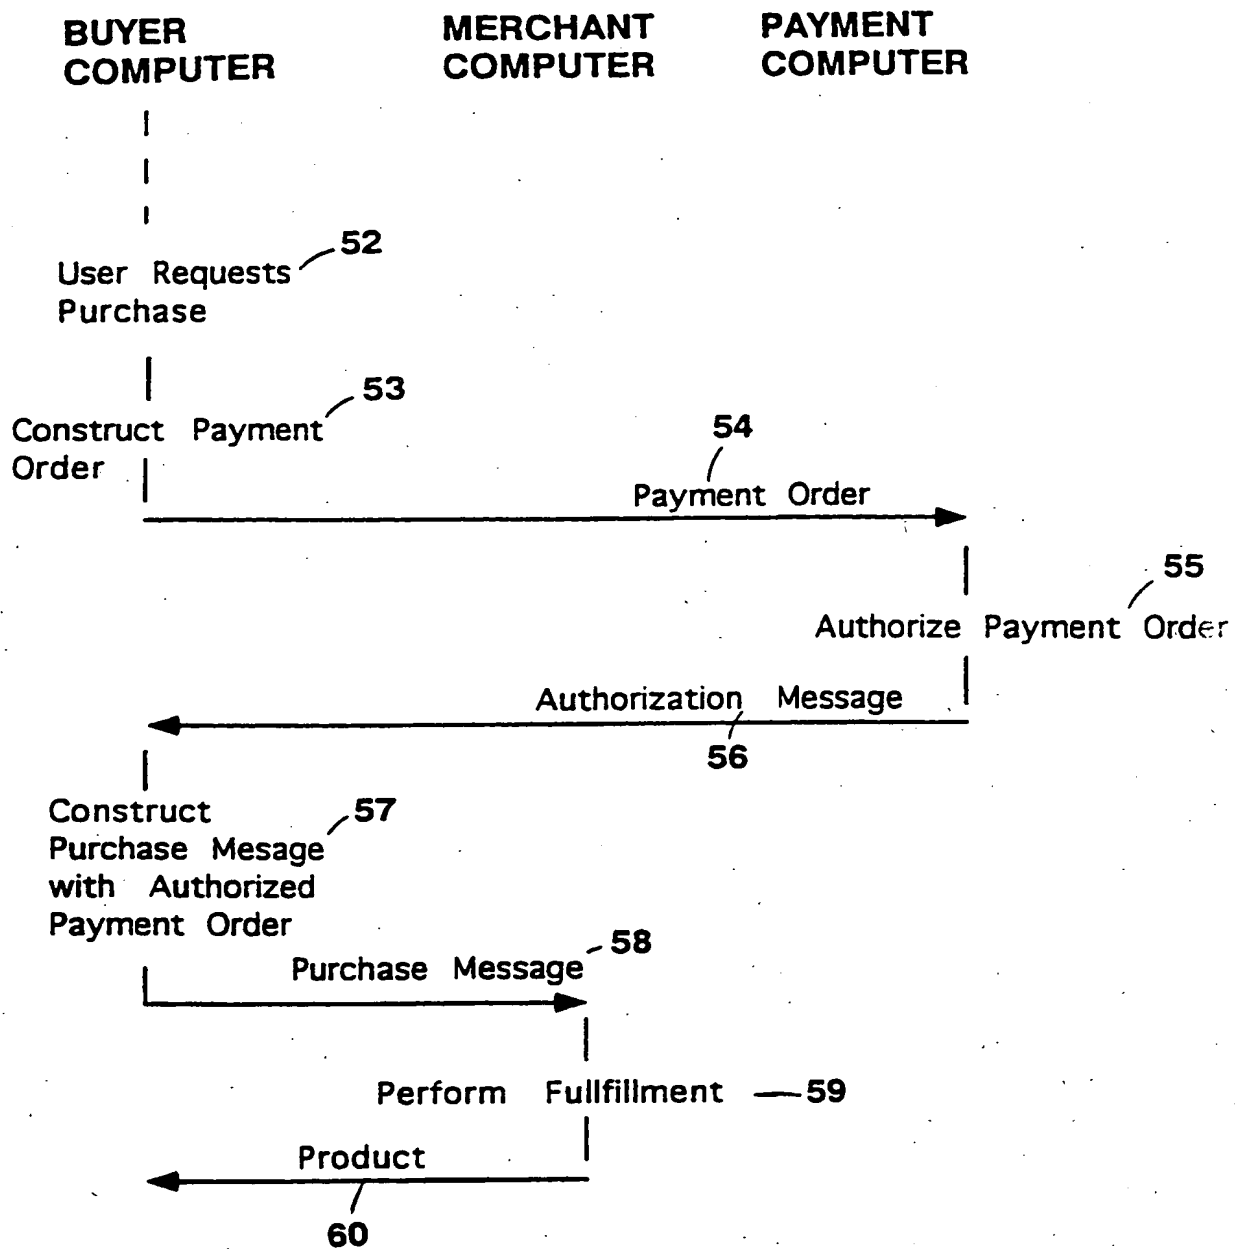 BUYER
COMPUTER
MERCHANT
COMPUTER
PAYMENT
COMPUTER
52
User Requests
Purchase
53
Construct Payment
Order
54
Payment Order
55
Authorize Payment Order
Authorization Message
56
57
Construct
Purchase Mesage
with Authorized
Payment Order
58
Purchase Message
Perform Fullfillment
59
Product
60